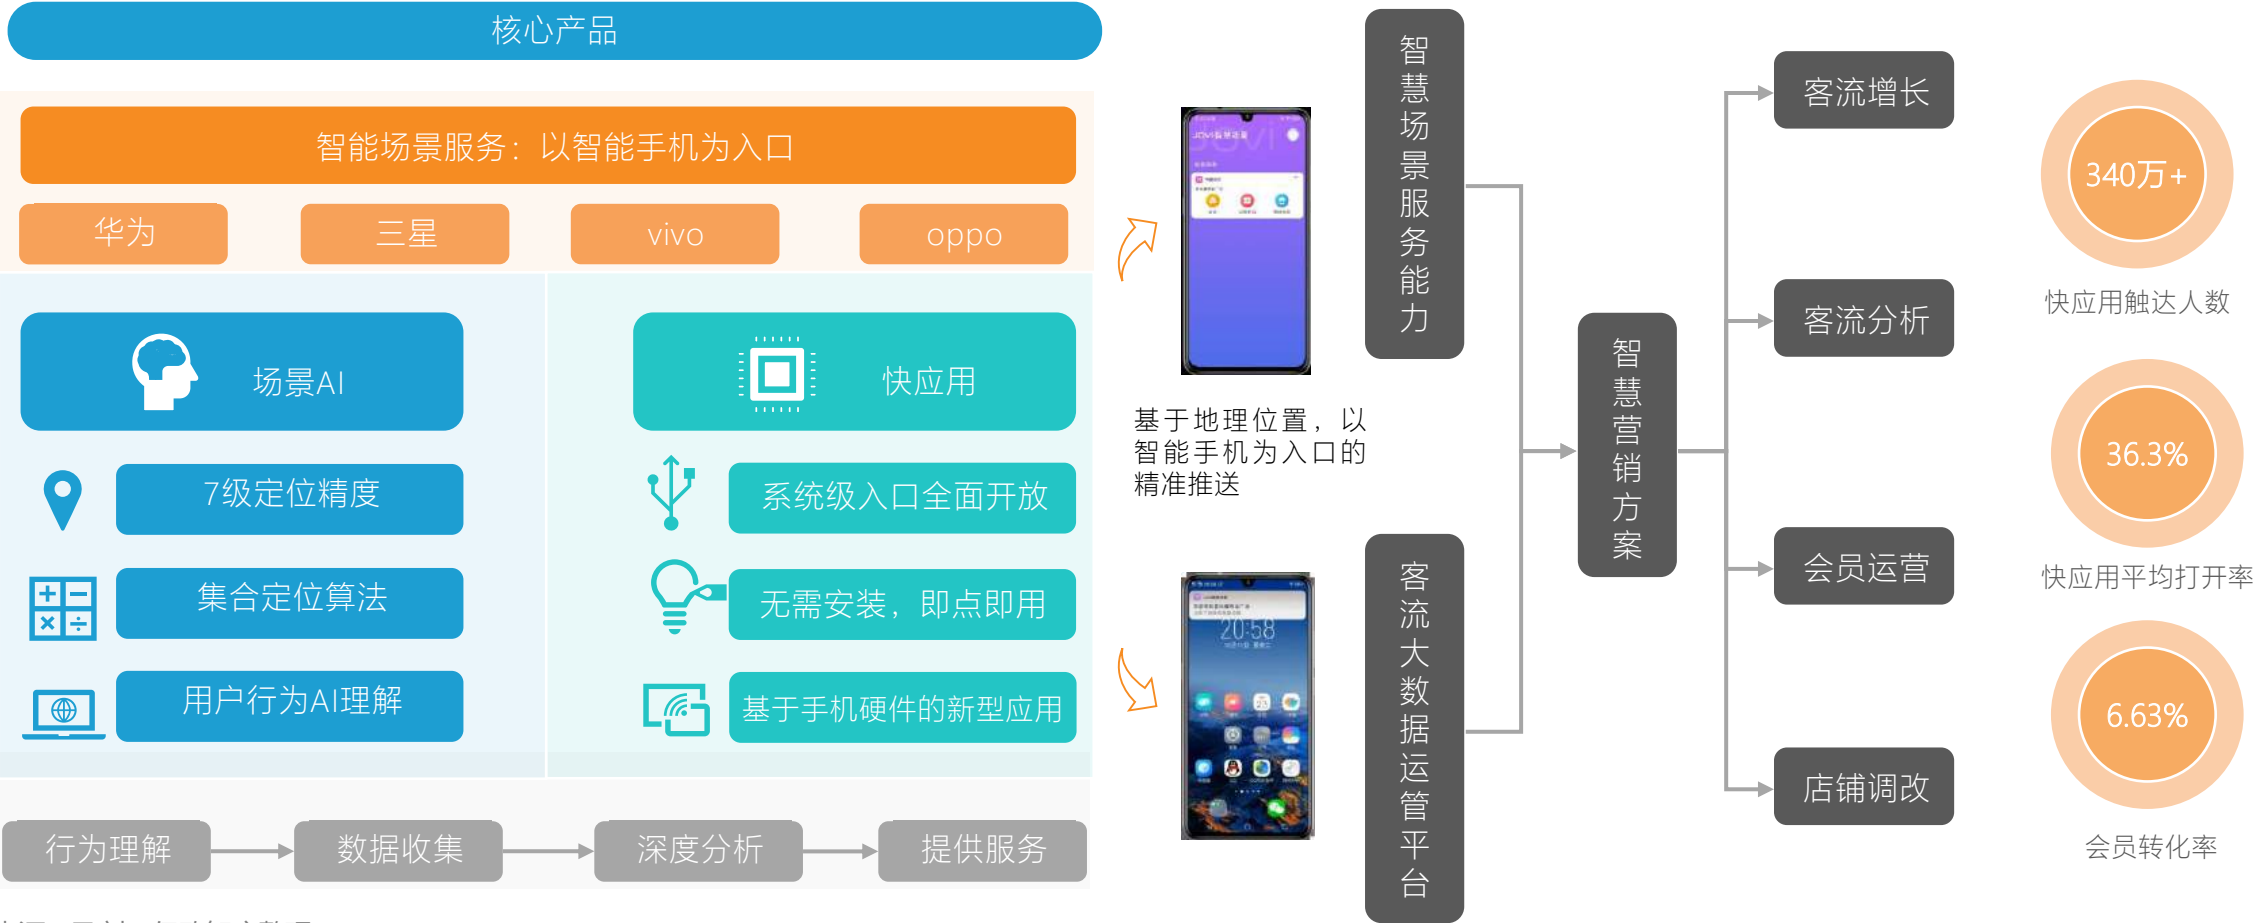 核心产品
智能场景服务：以智能手机为入口
华为
三星
vivo
oppo
场景AI
快应用
7级定位精度
系统级入口全面开放
集合定位算法
无需安装，即点即用
用户行为AI理解
基于手机硬件的新型应用
行为理解
数据收集
深度分析
提供服务
基于地理位置，以
智能手机为入口的
精准推送
20:58
智慧场景服务能力
客流大数据运管平台
智慧营销方案
客流增长
客流分析
会员运营
店铺调改
340万+
快应用触达人数
36.3%
快应用平均打开率
6.63%
会员转化率